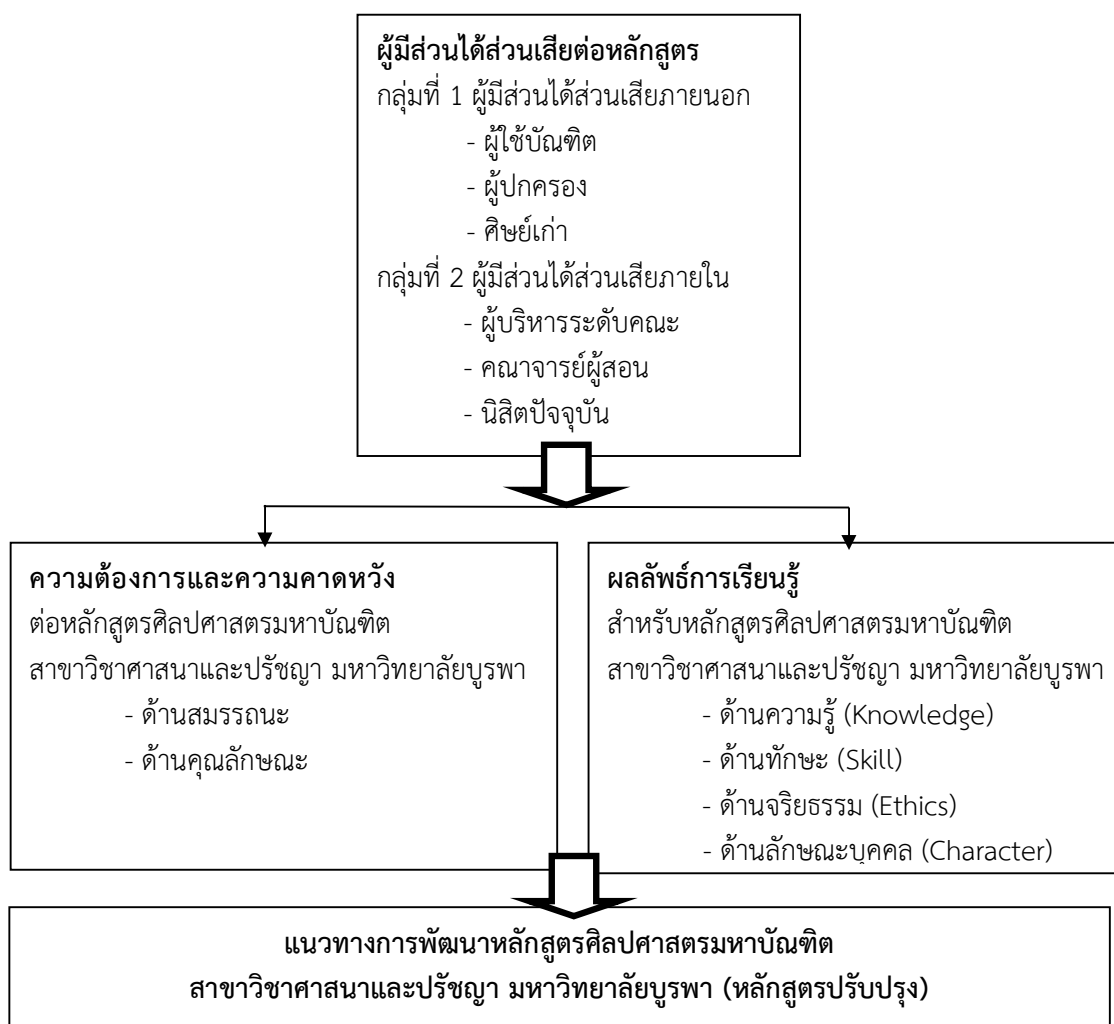 ผู้มีส่วนได้ส่วนเสียต่อหลักสูตร
กลุ่มที่ 1 ผู้มีส่วนได้ส่วนเสียภายนอก
- ผู้ใช้บัณฑิต
- ผู้ปกครอง
- ศิษย์เก่า
กลุ่มที่ 2 ผู้มีส่วนได้ส่วนเสียภายใน
- ผู้บริหารระดับคณะ
- คณาจารย์ผู้สอน
- นิสิตปัจจุบัน
ความต้องการและความคาดหวัง
ต่อหลักสูตรศิลปศาสตรมหาบัณฑิต
สาขาวิชาศาสนาและปรัชญา มหาวิทยาลัยบูรพา
- ด้านสมรรถนะ
- ด้านคุณลักษณะ
ผลลัพธ์การเรียนรู้
สำหรับหลักสูตรศิลปศาสตรมหาบัณฑิต
สาขาวิชาศาสนาและปรัชญา มหาวิทยาลัยบูรพา
- ด้านความรู้ (Knowledge)
- ด้านทักษะ (Skill)
- ด้านจริยธรรม (Ethics)
- ด้านลักษณะบุคคล (Character)
แนวทางการพัฒนาหลักสูตรศิลปศาสตรมหาบัณฑิต
สาขาวิชาศาสนาและปรัชญา มหาวิทยาลัยบูรพา (หลักสูตรปรับปรุง)